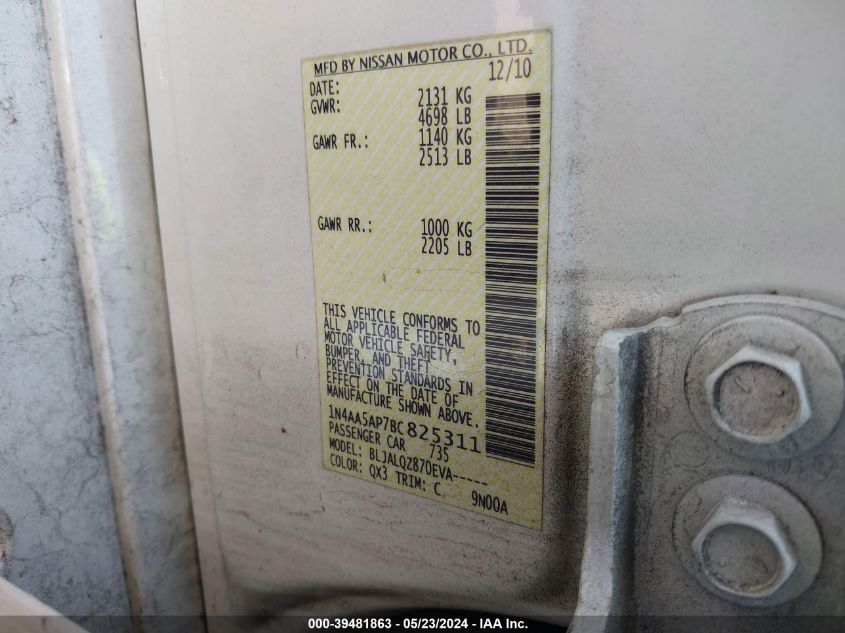 MFD BY NISSAN MOTOR CO., LTD.
DATE: 12/10
GVWR: 2131 KG
4698 LB
GAWR FR.: 1140 KG
2513 LB
GAWR RR.: 1000 KG
2205 LB
THIS VEHICLE CONFORMS TO
ALL APPLICABLE FEDERAL
MOTOR VEHICLE SAFETY,
BUMPER, AND THEFT
PREVENTION STANDARDS IN
EFFECT ON THE DATE OF
MANUFACTURE SHOWN ABOVE.
1N4AA5AP7BC825311
PASSENGER CAR 735
MODEL: BLJALQZ870EVA-----
COLOR: QX3 TRIM: C 9N00A
000-39481863 - 05/23/2024 - IAA Inc.